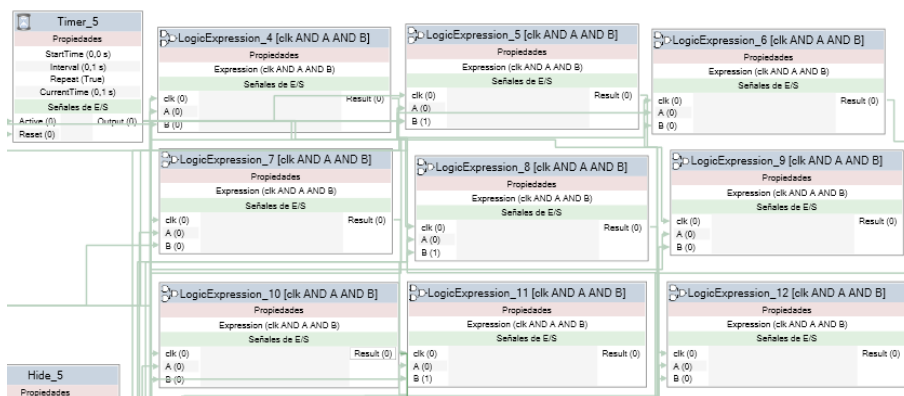 Timer_5
Propiedades
StartTime (0,0 s)
Interval (0,1 s)
Repeat (True)
CurrentTime (0,1 s)
Señales de E/S
Active (0) Output (0)
Reset (0)
LogicExpression_4 [clk AND A AND B]
Propiedades
Expression (clk AND A AND B)
Señales de E/S
clk (0) Result (0)
A (0)
B (0)
LogicExpression_5 [clk AND A AND B]
Propiedades
Expression (clk AND A AND B)
Señales de E/S
clk (0) Result (0)
A (0)
B (1)
LogicExpression_6 [clk AND A AND B]
Propiedades
Expression (clk AND A AND B)
Señales de E/S
clk (0) Result (0)
A (0)
B (0)
LogicExpression_7 [clk AND A AND B]
Propiedades
Expression (clk AND A AND B)
Señales de E/S
clk (0) Result (0)
A (0)
B (0)
LogicExpression_8 [clk AND A AND B]
Propiedades
Expression (clk AND A AND B)
Señales de E/S
clk (0) Result (0)
A (0)
B (1)
LogicExpression_9 [clk AND A AND B]
Propiedades
Expression (clk AND A AND B)
Señales de E/S
clk (0) Result (0)
A (0)
B (0)
LogicExpression_10 [clk AND A AND B]
Propiedades
Expression (clk AND A AND B)
Señales de E/S
clk (0) Result (0)
A (0)
B (0)
LogicExpression_11 [clk AND A AND B]
Propiedades
Expression (clk AND A AND B)
Señales de E/S
clk (0) Result (0)
A (0)
B (1)
LogicExpression_12 [clk AND A AND B]
Propiedades
Expression (clk AND A AND B)
Señales de E/S
clk (0) Result (0)
A (0)
B (0)
Hide_5
Propiedades